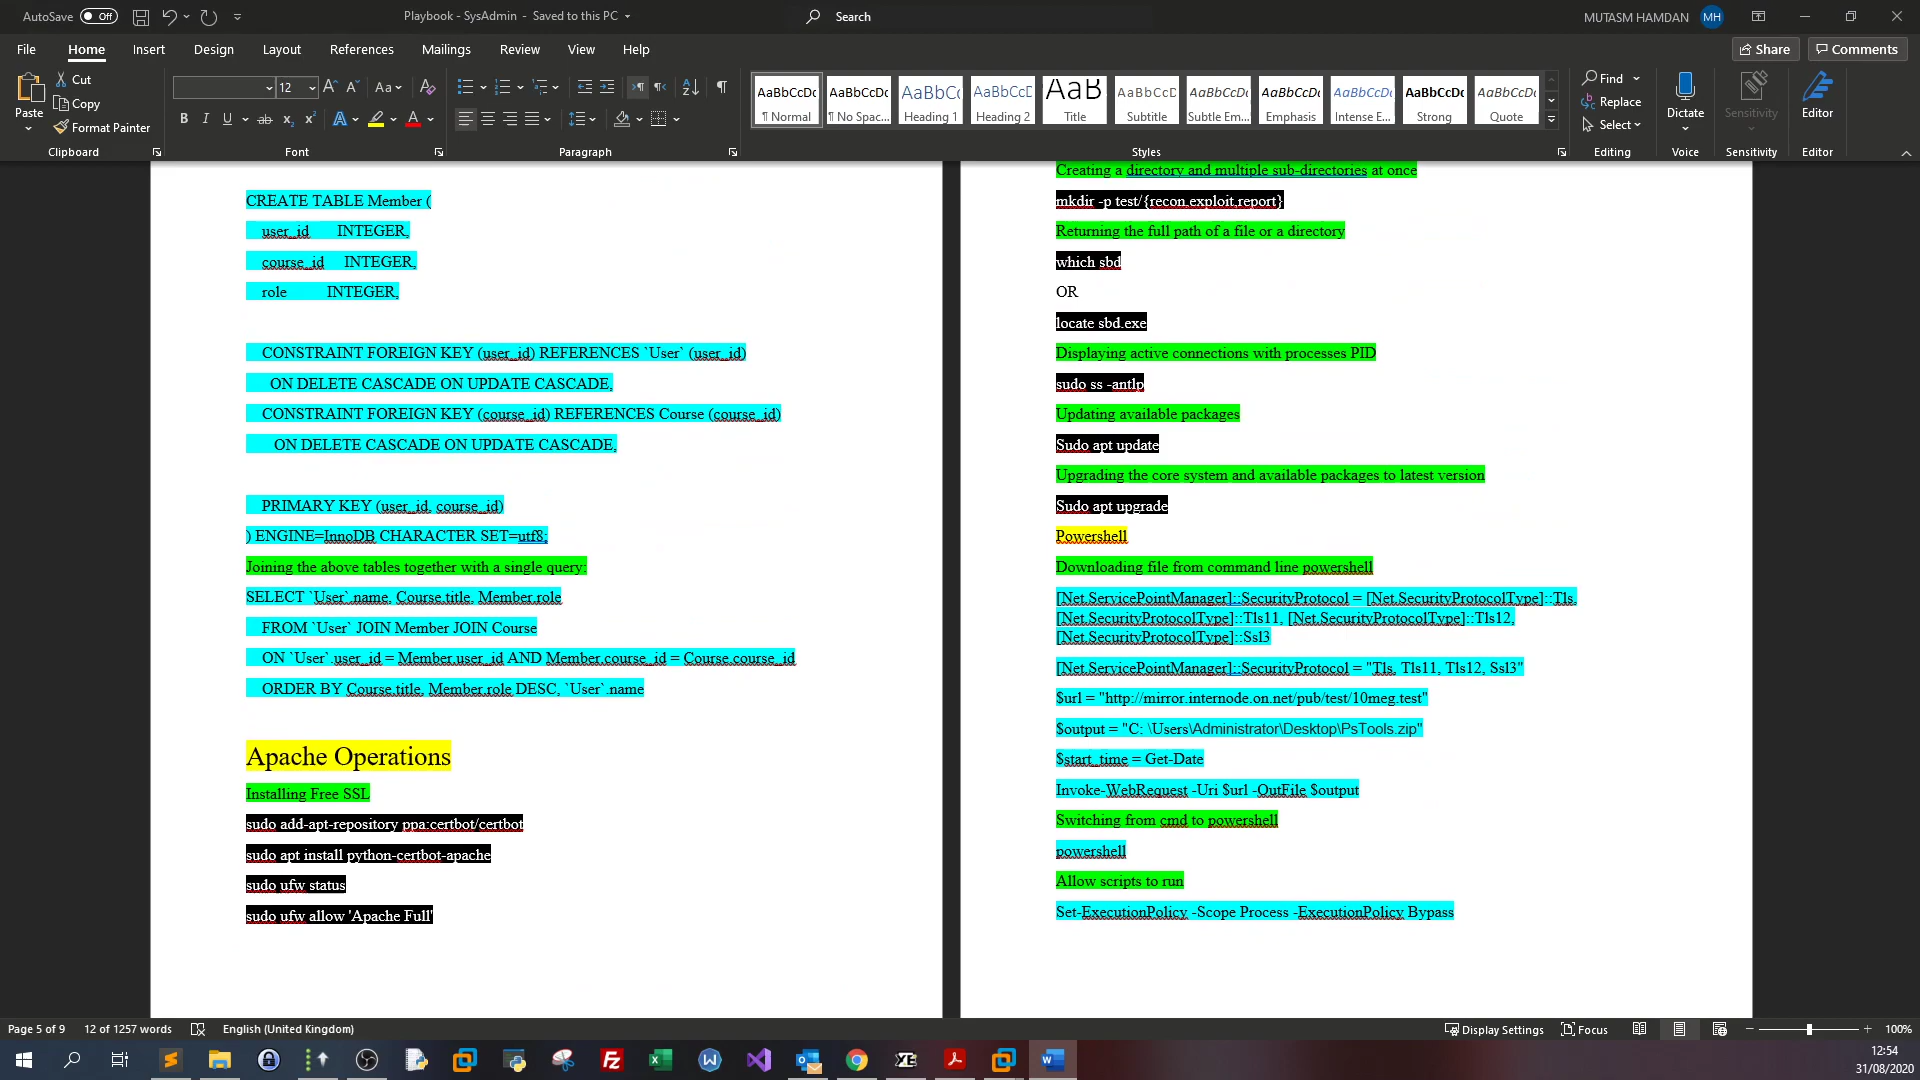 AutoSave Off
Playbook - SysAdmin - Saved to this PC
Search
MUTASM HAMDAN MH
File Home Insert Design Layout References Mailings Review View Help
Share Comments
Paste
Cut
Copy
Format Painter
Clipboard
12
Font
Paragraph
AaBbCcDc AaBbCcDc AaBbCc AaBbCcD AaB AaBbCcD AaBbCcDc AaBbCcDc AaBbCcDc AaBbCcDc AaBbCcDc
¶ Normal ¶ No Spac... Heading 1 Heading 2 Title Subtitle Subtle Em... Emphasis Intense E... Strong Quote
Styles
Find
Replace
Select
Editing
Dictate
Voice
Sensitivity
Sensitivity
Editor
Editor
CREATE TABLE Member (
user_id INTEGER,
course_id INTEGER,
role INTEGER,
CONSTRAINT FOREIGN KEY (user_id) REFERENCES `User` (user_id)
ON DELETE CASCADE ON UPDATE CASCADE,
CONSTRAINT FOREIGN KEY (course_id) REFERENCES Course (course_id)
ON DELETE CASCADE ON UPDATE CASCADE,
PRIMARY KEY (user_id, course_id)
) ENGINE=InnoDB CHARACTER SET=utf8;
Joining the above tables together with a single query:
SELECT `User`.name, Course.title, Member.role
FROM `User` JOIN Member JOIN Course
ON `User`.user_id = Member.user_id AND Member.course_id = Course.course_id
ORDER BY Course.title, Member.role DESC, `User`.name
Apache Operations
Installing Free SSL
sudo add-apt-repository ppa:certbot/certbot
sudo apt install python-certbot-apache
sudo ufw status
sudo ufw allow 'Apache Full'
Creating a directory and multiple sub-directories at once
mkdir -p test/{recon,exploit,report}
Returning the full path of a file or a directory
which sbd
OR
locate sbd.exe
Displaying active connections with processes PID
sudo ss -antlp
Updating available packages
Sudo apt update
Upgrading the core system and available packages to latest version
Sudo apt upgrade
Powershell
Downloading file from command line powershell
[Net.ServicePointManager]::SecurityProtocol = [Net.SecurityProtocolType]::Tls,
[Net.SecurityProtocolType]::Tls11, [Net.SecurityProtocolType]::Tls12,
[Net.SecurityProtocolType]::Ssl3
[Net.ServicePointManager]::SecurityProtocol = "Tls, Tls11, Tls12, Ssl3"
$url = "http://mirror.internode.on.net/pub/test/10meg.test"
$output = "C: \Users\Administrator\Desktop\PsTools.zip"
$start_time = Get-Date
Invoke-WebRequest -Uri $url -OutFile $output
Switching from cmd to powershell
powershell
Allow scripts to run
Set-ExecutionPolicy -Scope Process -ExecutionPolicy Bypass
Page 5 of 9 12 of 1257 words English (United Kingdom)
Display Settings Focus 100%
12:54
31/08/2020